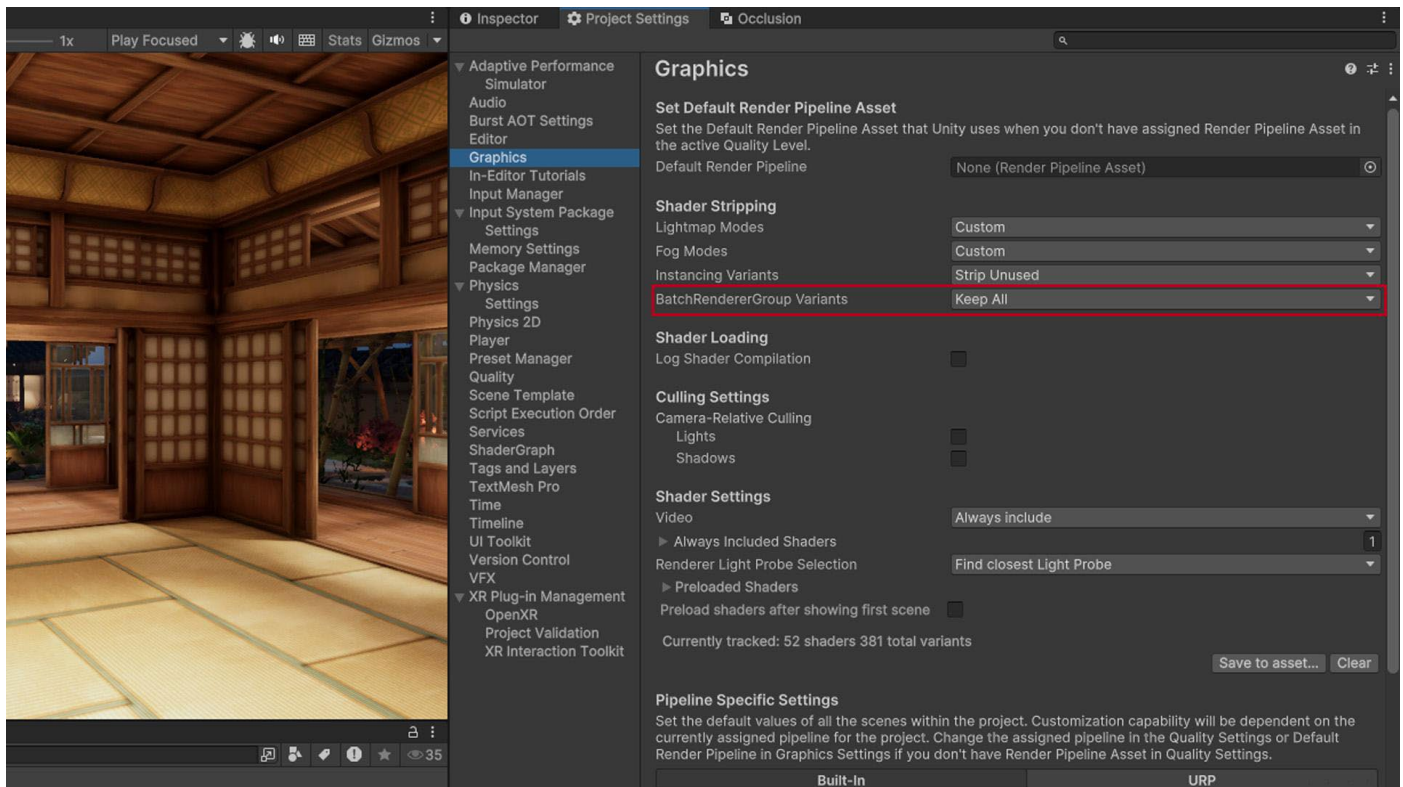 Inspector
Project Settings
Occlusion
1x
Play Focused
Stats
Gizmos
Adaptive Performance
Simulator
Audio
Burst AOT Settings
Editor
Graphics
In-Editor Tutorials
Input Manager
Input System Package
Settings
Memory Settings
Package Manager
Physics
Settings
Physics 2D
Player
Preset Manager
Quality
Scene Template
Script Execution Order
Services
ShaderGraph
Tags and Layers
TextMesh Pro
Time
Timeline
UI Toolkit
Version Control
VFX
XR Plug-in Management
OpenXR
Project Validation
XR Interaction Toolkit
35
Graphics
Set Default Render Pipeline Asset
Set the Default Render Pipeline Asset that Unity uses when you don't have assigned Render Pipeline Asset in
the active Quality Level.
Default Render Pipeline None (Render Pipeline Asset)
Shader Stripping
Lightmap Modes Custom
Fog Modes Custom
Instancing Variants Strip Unused
BatchRendererGroup Variants Keep All
Shader Loading
Log Shader Compilation
Culling Settings
Camera-Relative Culling
Lights
Shadows
Shader Settings
Video Always include
Always Included Shaders 1
Renderer Light Probe Selection Find closest Light Probe
Preloaded Shaders
Preload shaders after showing first scene
Currently tracked: 52 shaders 381 total variants
Save to asset... Clear
Pipeline Specific Settings
Set the default values of all the scenes within the project. Customization capability will be dependent on the
currently assigned pipeline for the project. Change the assigned pipeline in the Quality Settings or Default
Render Pipeline in Graphics Settings if you don't have Render Pipeline Asset in Quality Settings.
Built-In URP